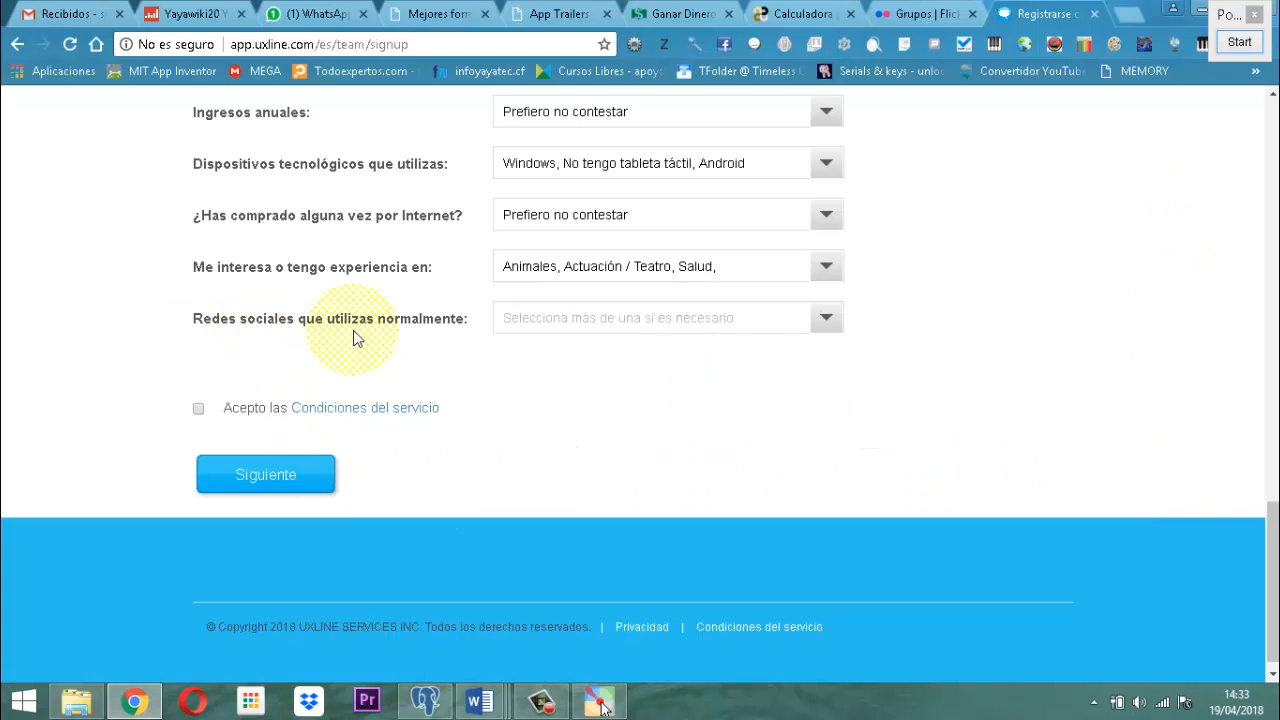 Recibidos - s
Yayawiki20 Y
(1) WhatsA
Mejores form
App Trailers
Ganar Dinero
Calculadora
Grupos | Flic
Registrarse c
Po...
No es seguro | app.uxline.com/es/team/signup
Start
Aplicaciones
MIT App Inventor
MEGA
Todoexpertos.com
infoyayatec.cf
Cursos Libres - apoyo
TFolder @ Timeless
Serials & keys - unloc
Convertidor YouTub
MEMORY
»
Ingresos anuales:
Prefiero no contestar
Dispositivos tecnológicos que utilizas:
Windows, No tengo tableta táctil, Android
¿Has comprado alguna vez por Internet?
Prefiero no contestar
Me interesa o tengo experiencia en:
Animales, Actuación / Teatro, Salud,
Redes sociales que utilizas normalmente:
Selecciona más de una si es necesario
Acepto las Condiciones del servicio
Siguiente
© Copyright 2018 UXLINE SERVICES INC. Todos los derechos reservados. | Privacidad | Condiciones del servicio
Pr
14:33
19/04/2018